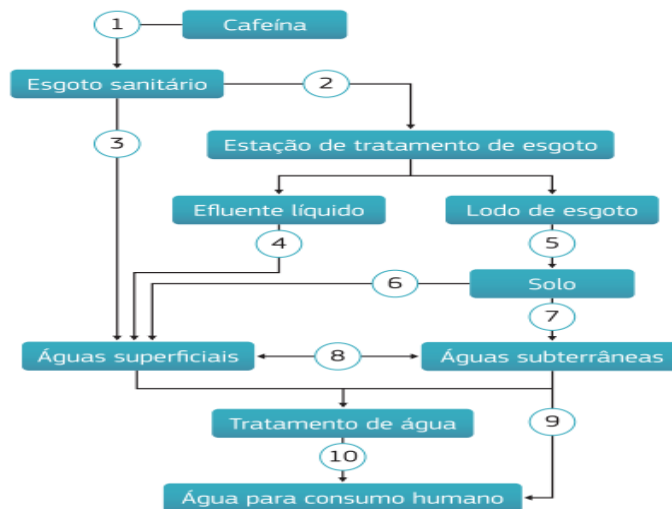 1
Cafeína
Esgoto sanitário
2
3
Estação de tratamento de esgoto
Efluente líquido
Lodo de esgoto
4
5
6
Solo
7
Águas superficiais
8
Águas subterrâneas
Tratamento de água
9
10
Água para consumo humano